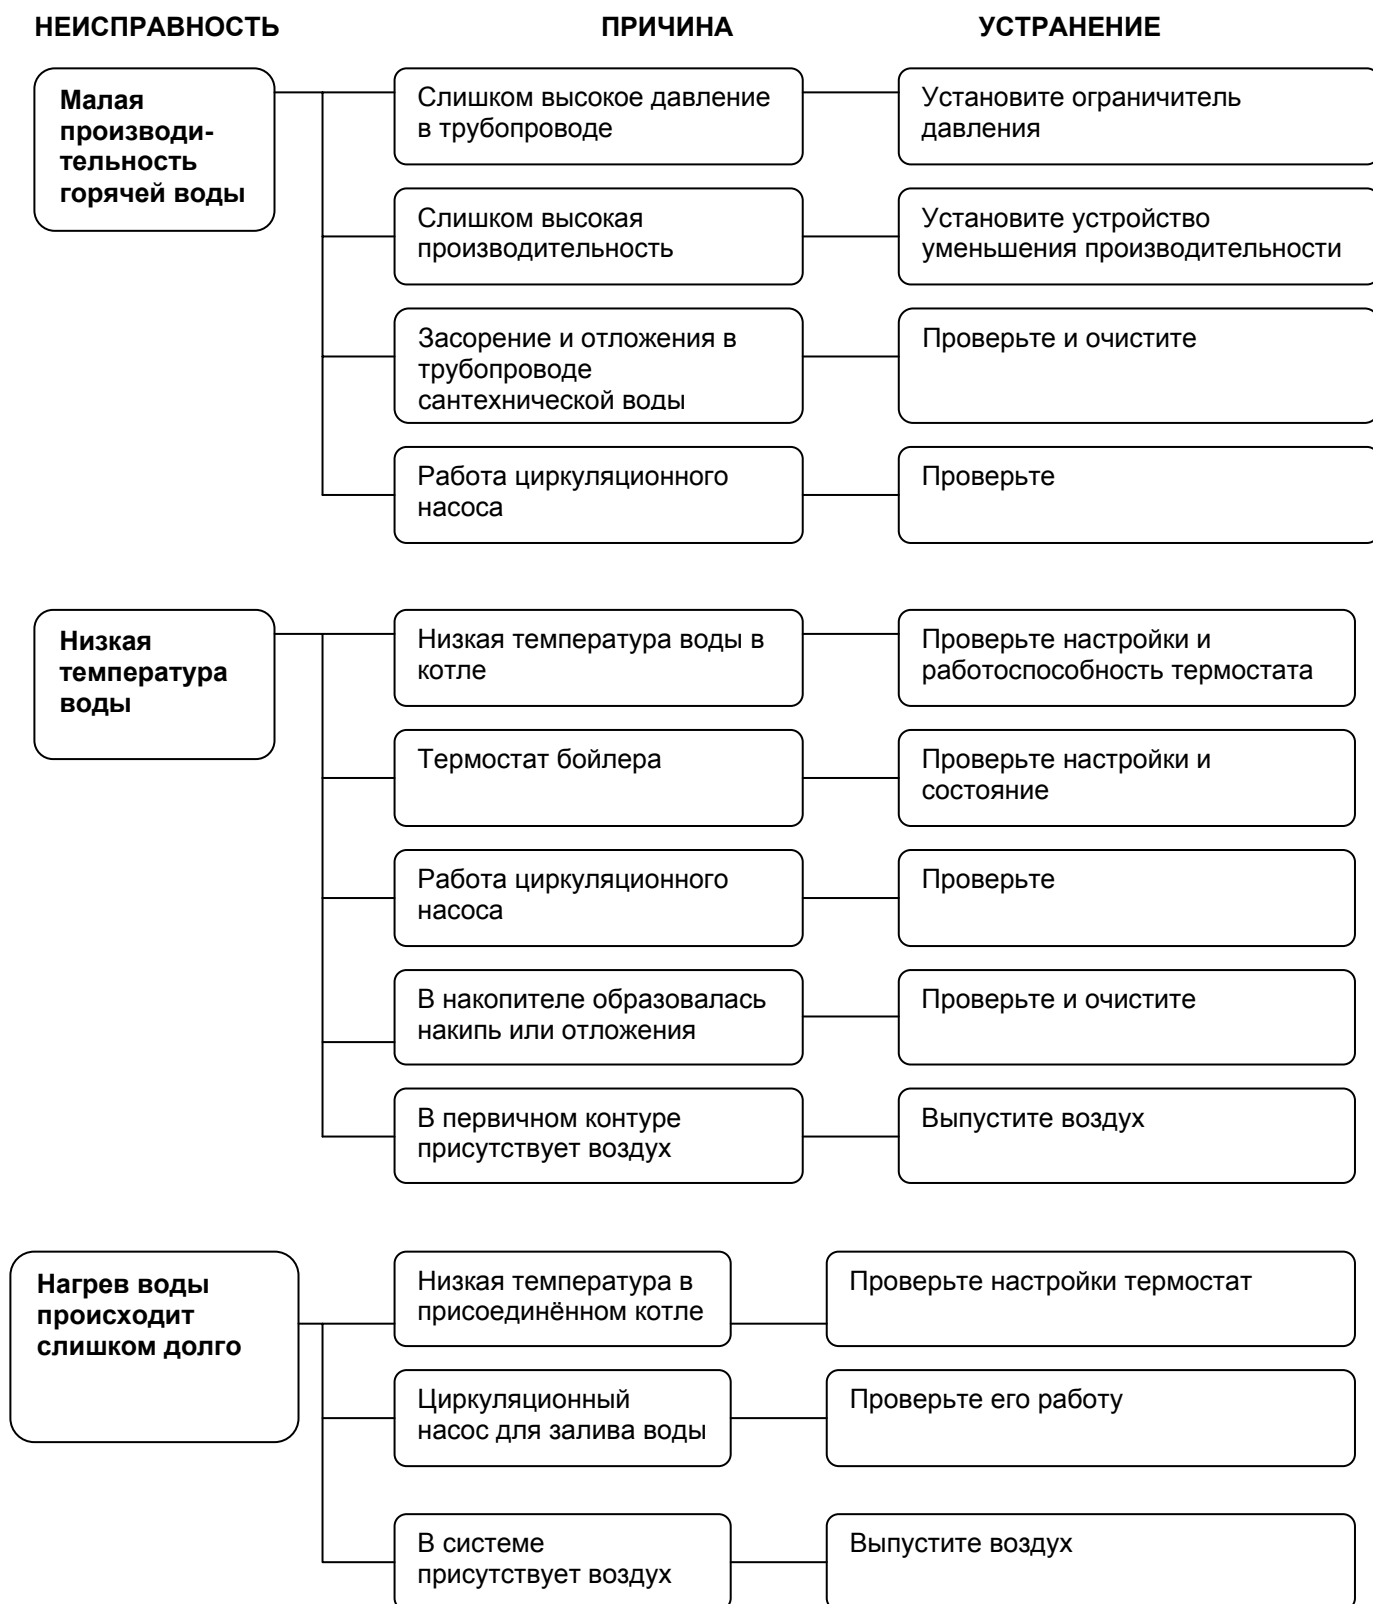 НЕИСПРАВНОСТЬ ПРИЧИНА УСТРАНЕНИЕ
Малая
производи-
тельность
горячей воды
Слишком высокое давление
в трубопроводе
Установите ограничитель
давления
Слишком высокая
производительность
Установите устройство
уменьшения производительности
Засорение и отложения в
трубопроводе
сантехнической воды
Проверьте и очистите
Работа циркуляционного
насоса
Проверьте
Низкая
температура
воды
Низкая температура воды в
котле
Проверьте настройки и
работоспособность термостата
Термостат бойлера
Проверьте настройки и
состояние
Работа циркуляционного
насоса
Проверьте
В накопителе образовалась
накипь или отложения
Проверьте и очистите
В первичном контуре
присутствует воздух
Выпустите воздух
Нагрев воды
происходит
слишком долго
Низкая температура в
присоединённом котле
Проверьте настройки термостат
Циркуляционный
насос для залива воды
Проверьте его работу
В системе
присутствует воздух
Выпустите воздух